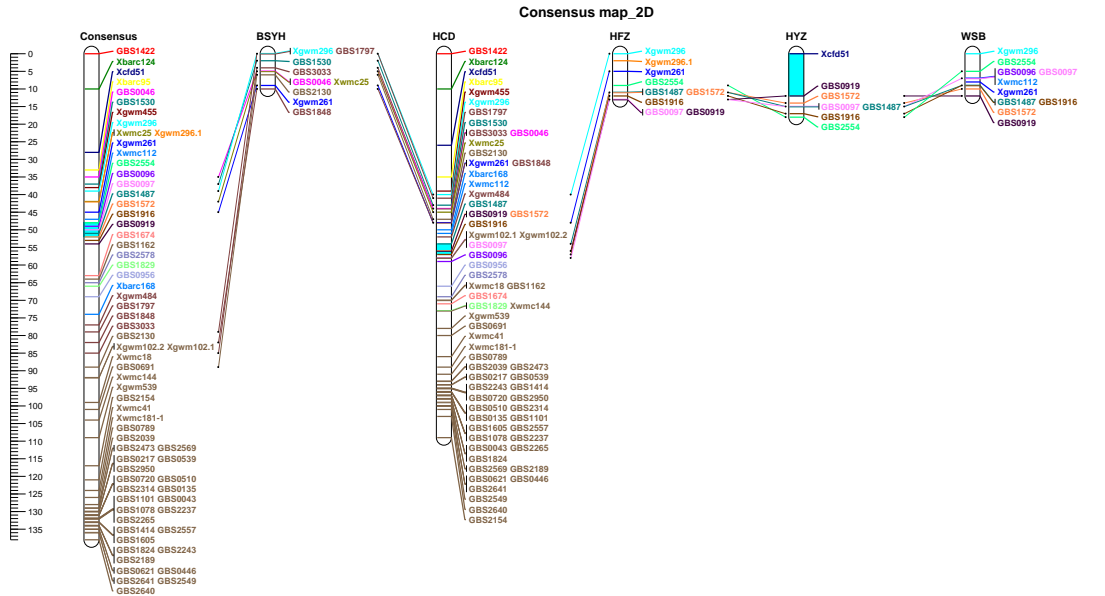 Consensus map_2D
Consensus
GBS1422
Xbarc124
Xcfd51
Xbarc95
GBS0046
GBS1530
Xgwm455
Xgwm296
Xwmc25 Xgwm296.1
Xgwm261
Xwmc112
GBS2554
GBS0096
GBS0097
GBS1487
GBS1572
GBS1916
GBS0919
GBS1674
GBS1162
GBS2578
GBS1829
GBS0956
Xbarc168
Xgwm484
GBS1797
GBS1848
GBS3033
GBS2130
Xgwm102.2 Xgwm102.1
Xwmc18
GBS0691
Xwmc144
Xgwm539
GBS2154
Xwmc41
Xwmc181-1
GBS0789
GBS2039
GBS2473 GBS2569
GBS0217 GBS0539
GBS2950
GBS0720 GBS0510
GBS2314 GBS0135
GBS1101 GBS0043
GBS1078 GBS2237
GBS2265
GBS1414 GBS2557
GBS1605
GBS1824 GBS2243
GBS2189
GBS0621 GBS0446
GBS2641 GBS2549
GBS2640
BSYH
Xgwm296 GBS1797
GBS1530
GBS3033
GBS0046 Xwmc25
GBS2130
Xgwm261
GBS1848
HCD
GBS1422
Xbarc124
Xcfd51
Xbarc95
Xgwm455
Xgwm296
GBS1797
GBS1530
GBS3033 GBS0046
Xwmc25
GBS2130
Xgwm261 GBS1848
Xbarc168
Xwmc112
Xgwm484
GBS1487
GBS0919 GBS1572
GBS1916
Xgwm102.1 Xgwm102.2
GBS0097
GBS0096
GBS0956
GBS2578
Xwmc18 GBS1162
GBS1674
GBS1829 Xwmc144
Xgwm539
GBS0691
Xwmc41
Xwmc181-1
GBS0789
GBS2039 GBS2473
GBS0217 GBS0539
GBS2243 GBS1414
GBS0720 GBS2950
GBS0510 GBS2314
GBS0135 GBS1101
GBS1605 GBS2557
GBS1078 GBS2237
GBS0043 GBS2265
GBS1824
GBS2569 GBS2189
GBS0621 GBS0446
GBS2641
GBS2549
GBS2640
GBS2154
HFZ
Xgwm296
Xgwm296.1
Xgwm261
GBS2554
GBS1487 GBS1572
GBS1916
GBS0097 GBS0919
HYZ
Xcfd51
GBS0919
GBS1572
GBS0097 GBS1487
GBS1916
GBS2554
WSB
Xgwm296
GBS2554
GBS0096 GBS0097
Xwmc112
Xgwm261
GBS1487 GBS1916
GBS1572
GBS0919
0
5
10
15
20
25
30
35
40
45
50
55
60
65
70
75
80
85
90
95
100
105
110
115
120
125
130
135